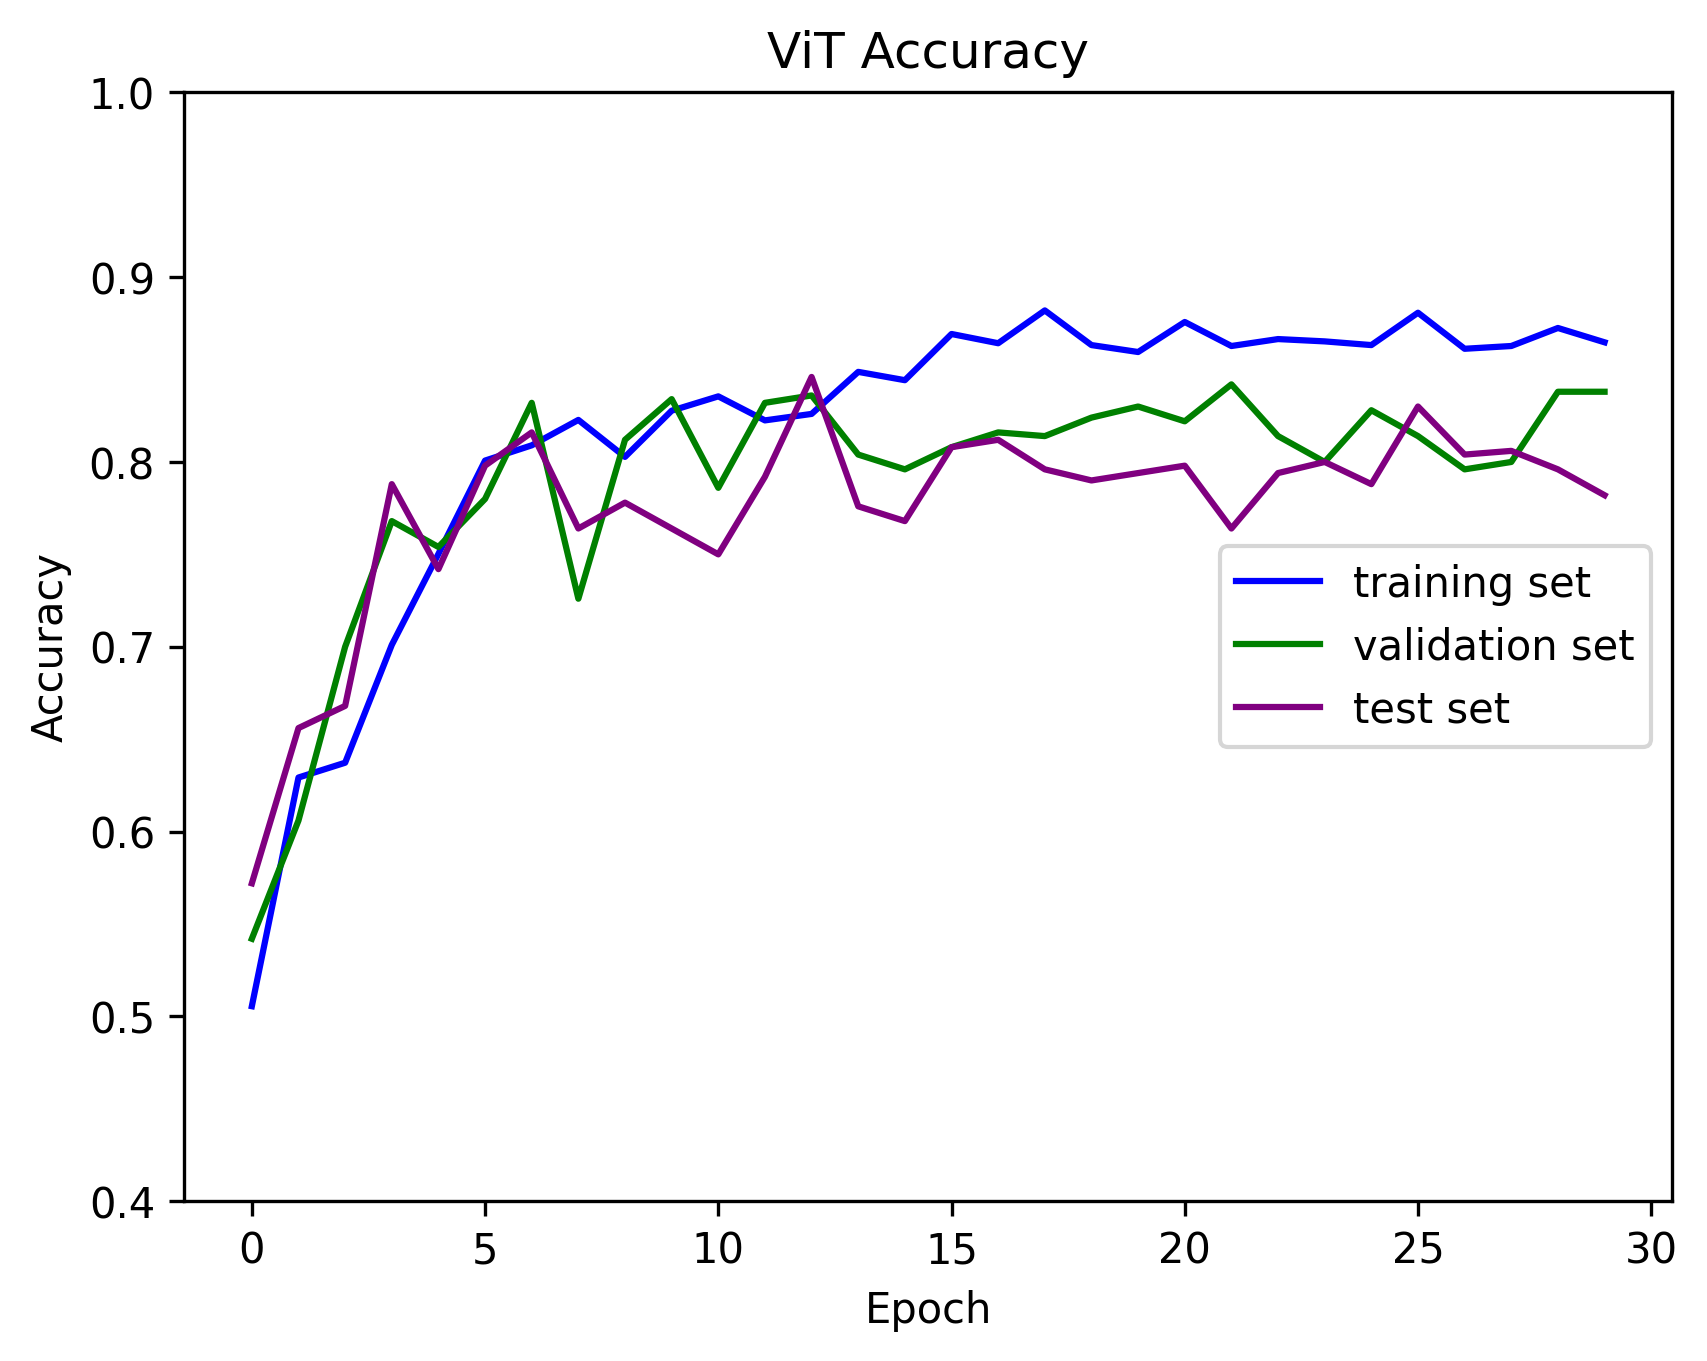 ViT Accuracy
1.0
0.9
0.8
0.7
0.6
0.5
0.4
Accuracy
training set
validation set
test set
0 5 10 15 20 25 30
Epoch